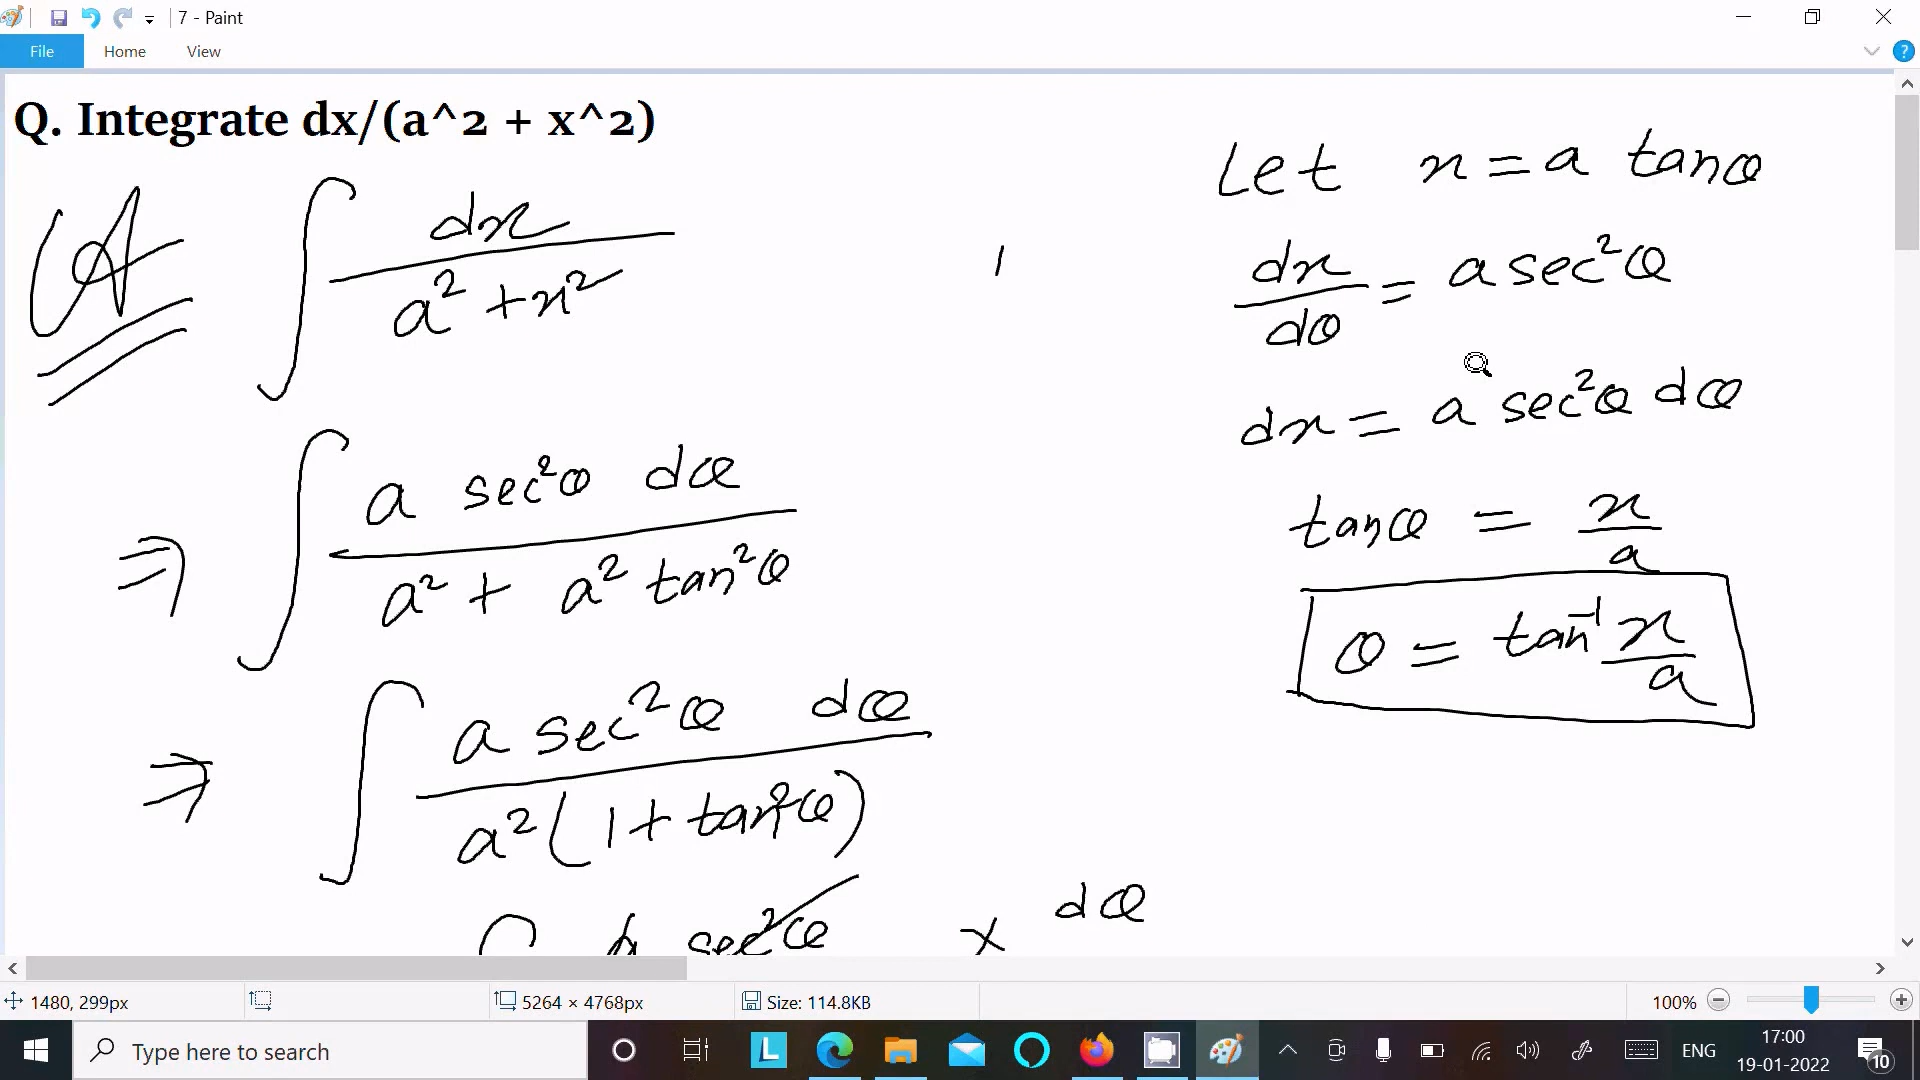 7 - Paint
File Home View
Q. Integrate dx/(a^2 + x^2)
A
∫ dx / (a² + x²)
⇒ ∫ a sec²θ dθ / (a² + a² tan²θ)
⇒ ∫ a sec²θ dθ / (a² (1 + tan²θ))
a sec²θ × dθ
Let x = a tanθ
dx/dθ = a sec²θ
dx = a sec²θ dθ
tanθ = x/a
θ = tan⁻¹ x/a
1480, 299px
5264 × 4768px
Size: 114.8KB
100%
Type here to search
L
ENG
17:00
19-01-2022
10